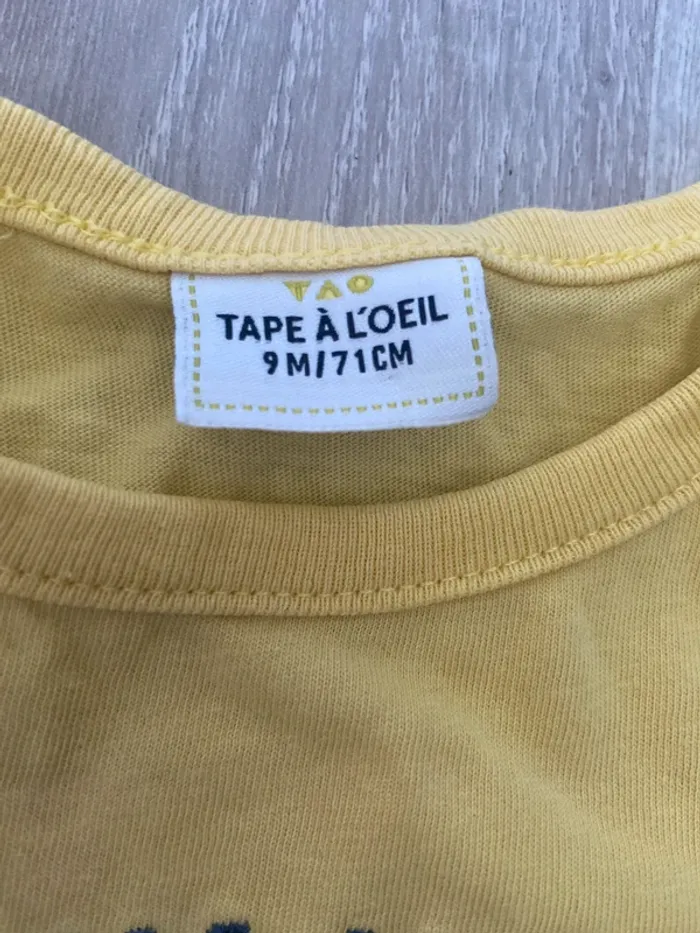 TAO
TAPE À L'OEIL
9M/71CM